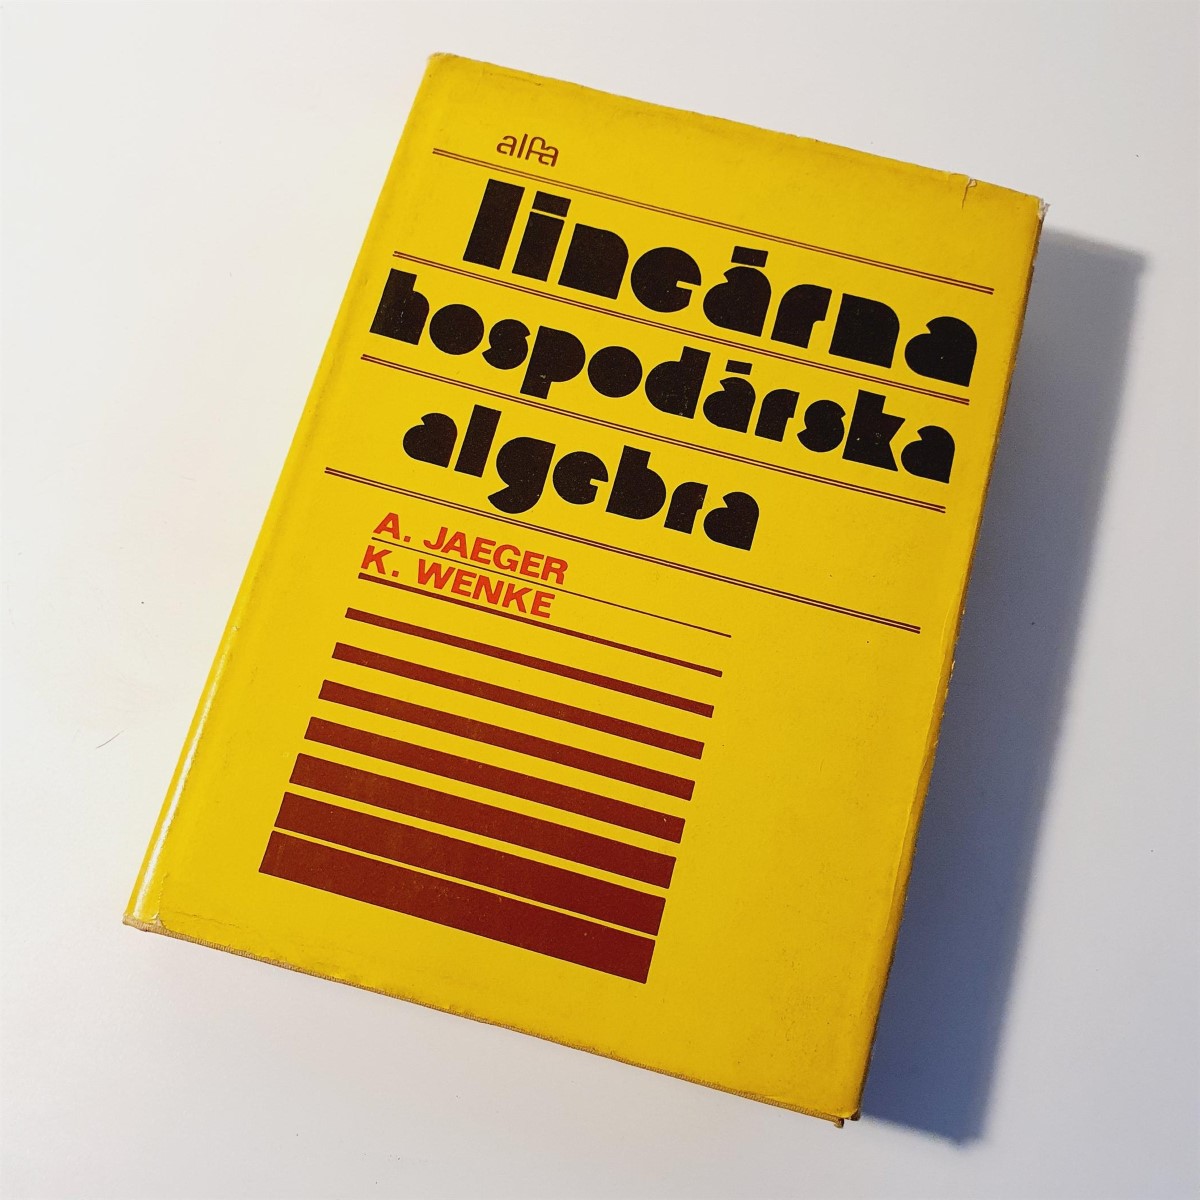 alfa
lineárna
hospodárska
algebra
A. JAEGER
K. WENKE